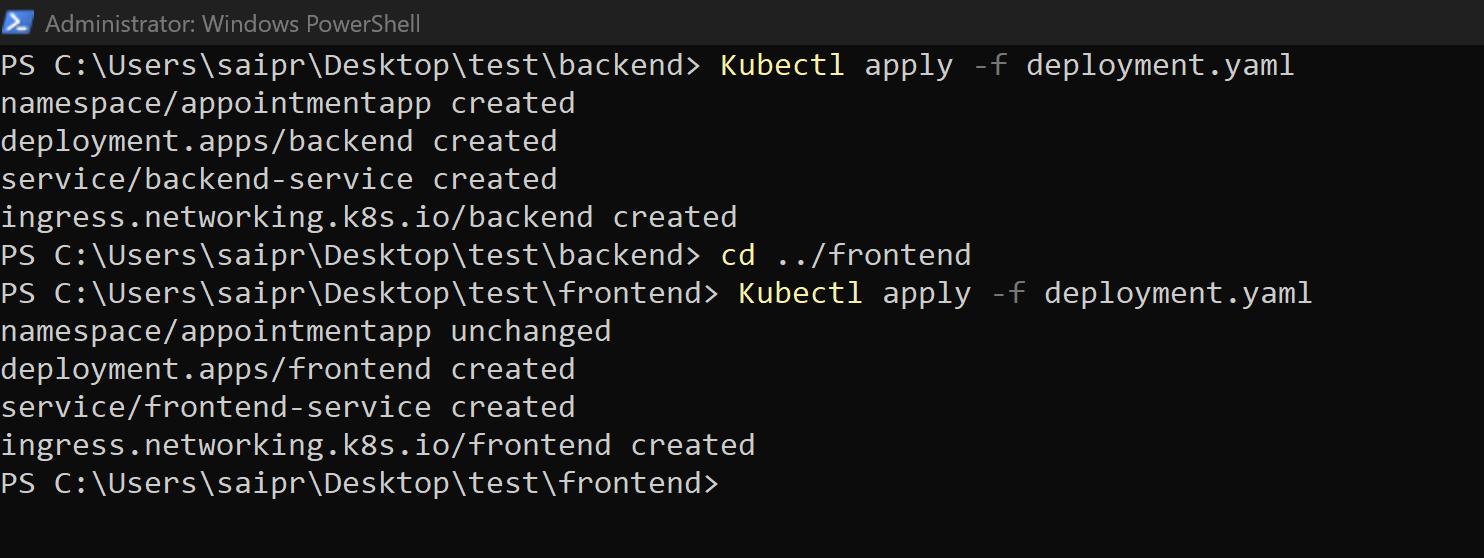 Administrator: Windows PowerShell
PS C:\Users\saipr\Desktop\test\backend> Kubectl apply -f deployment.yaml
namespace/appointmentapp created
deployment.apps/backend created
service/backend-service created
ingress.networking.k8s.io/backend created
PS C:\Users\saipr\Desktop\test\backend> cd ../frontend
PS C:\Users\saipr\Desktop\test\frontend> Kubectl apply -f deployment.yaml
namespace/appointmentapp unchanged
deployment.apps/frontend created
service/frontend-service created
ingress.networking.k8s.io/frontend created
PS C:\Users\saipr\Desktop\test\frontend>